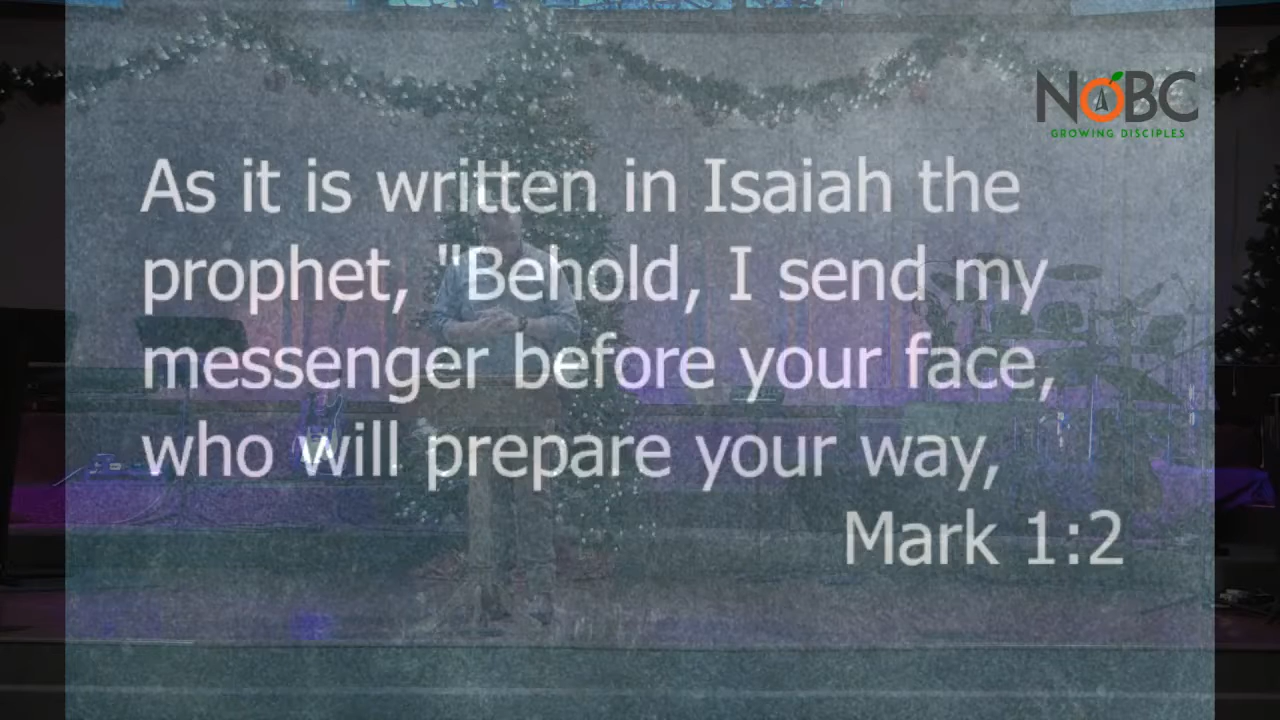 NOBC
GROWING DISCIPLES
As it is written in Isaiah the
prophet, "Behold, I send my
messenger before your face,
who will prepare your way,
Mark 1:2